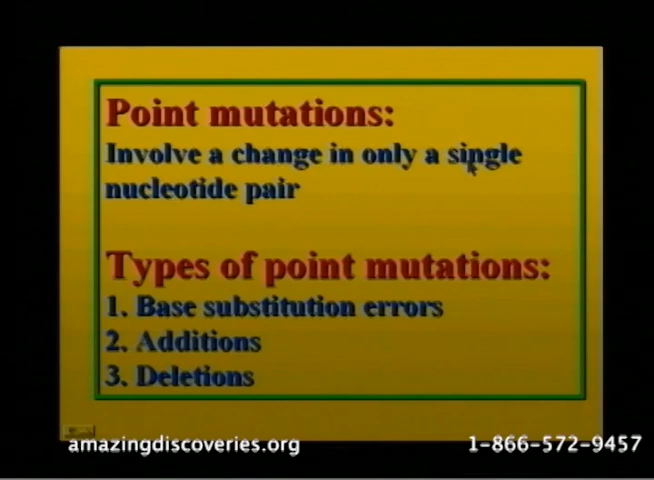 Point mutations:
Involve a change in only a single
nucleotide pair
Types of point mutations:
1. Base substitution errors
2. Additions
3. Deletions
amazingdiscoveries.org
1-866-572-9457